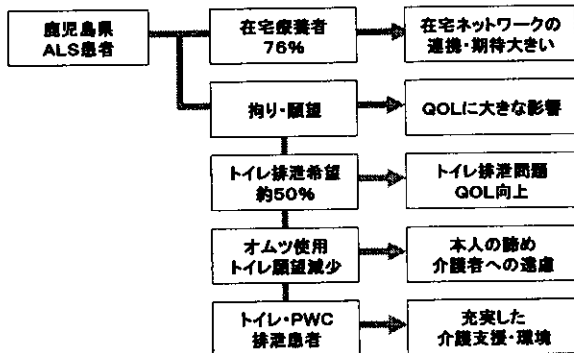 鹿児島県
ALS患者
在宅療養者
76%
在宅ネットワークの
連携・期待大きい
拘り・願望
QOLに大きな影響
トイレ排泄希望
約50%
トイレ排泄問題
QOL向上
オムツ使用
トイレ願望減少
本人の諦め
介護者への遠慮
トイレ・PWC
排泄患者
充実した
介護支援・環境